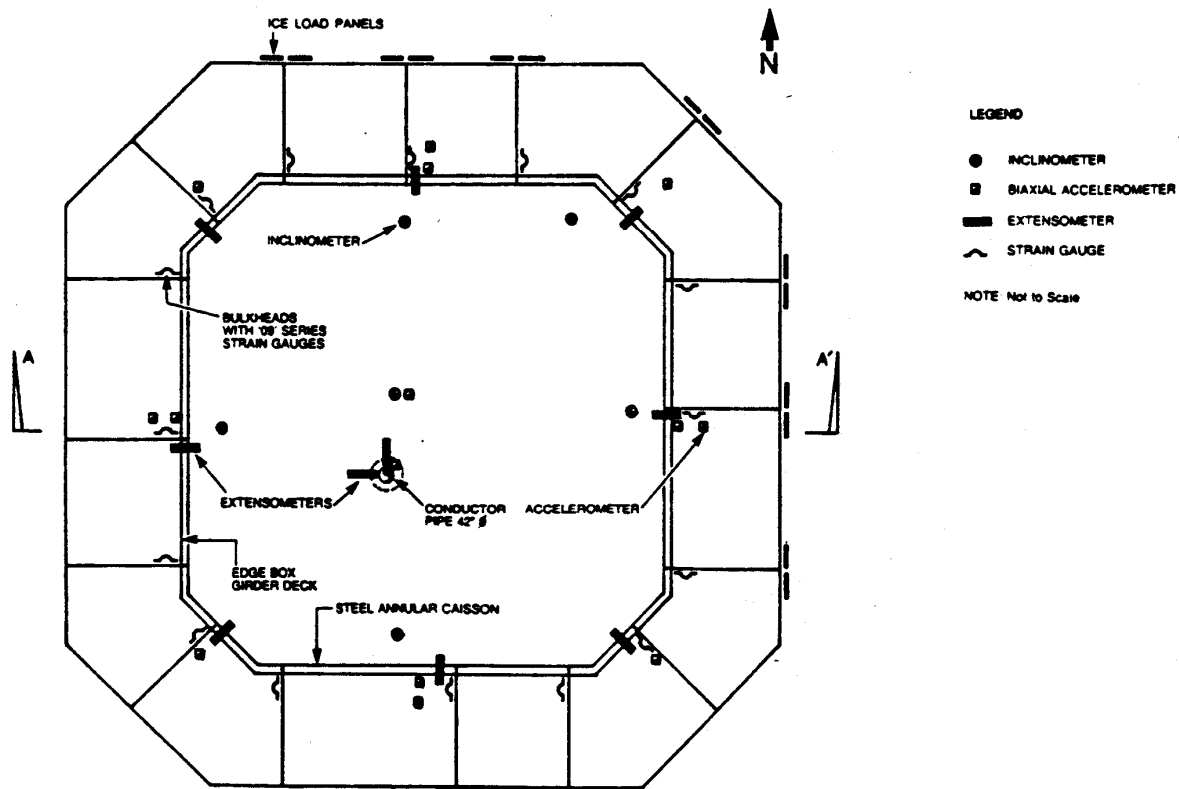 ICE LOAD PANELS
N
LEGEND
INCLINOMETER
BIAXIAL ACCELEROMETER
EXTENSOMETER
STRAIN GAUGE
NOTE: Not to Scale
INCLINOMETER
BULKHEADS
WITH '09' SERIES
STRAIN GAUGES
A
A'
EXTENSOMETERS
CONDUCTOR
PIPE 42" Ø
ACCELEROMETER
EDGE BOX
GIRDER DECK
STEEL ANNULAR CAISSON